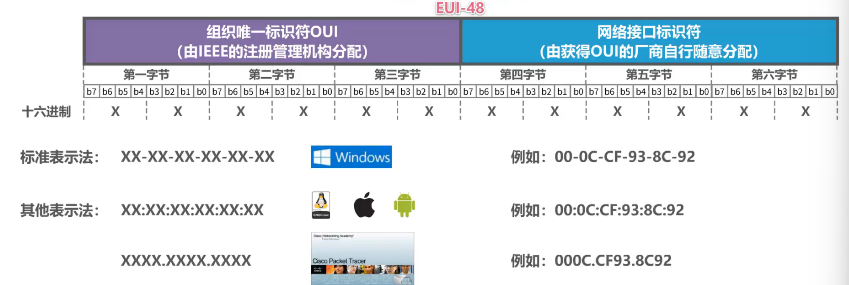 EUI-48
组织唯一标识符OUI
（由IEEE的注册管理机构分配）
网络接口标识符
（由获得OUI的厂商自行随意分配）
第一字节 第二字节 第三字节 第四字节 第五字节 第六字节
b7 b6 b5 b4 b3 b2 b1 b0 b7 b6 b5 b4 b3 b2 b1 b0 b7 b6 b5 b4 b3 b2 b1 b0 b7 b6 b5 b4 b3 b2 b1 b0 b7 b6 b5 b4 b3 b2 b1 b0 b7 b6 b5 b4 b3 b2 b1 b0
十六进制 X X X X X X X X X X X X
标准表示法： XX-XX-XX-XX-XX-XX Windows 例如：00-0C-CF-93-8C-92
其他表示法： XX:XX:XX:XX:XX:XX 例如：00:0C:CF:93:8C:92
Cisco Networking Academy
XXXX.XXXX.XXXX Cisco Packet Tracer 例如：000C.CF93.8C92